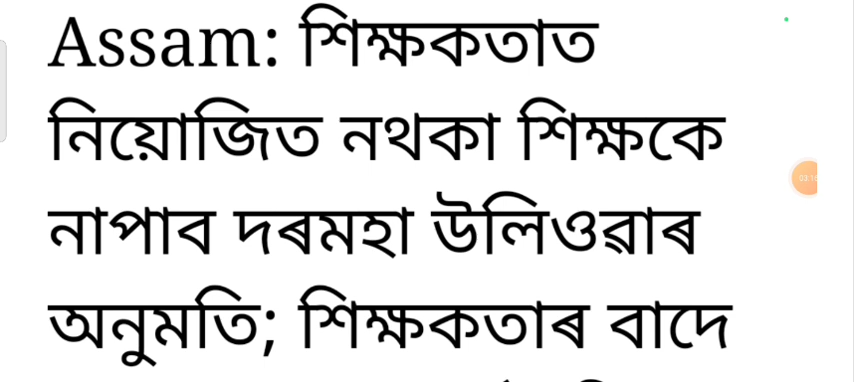 Assam: শিক্ষকতাত
নিয়োজিত নথকা শিক্ষকে
নাপাব দৰমহা উলিওৱাৰ
অনুমতি; শিক্ষকতাৰ বাদে